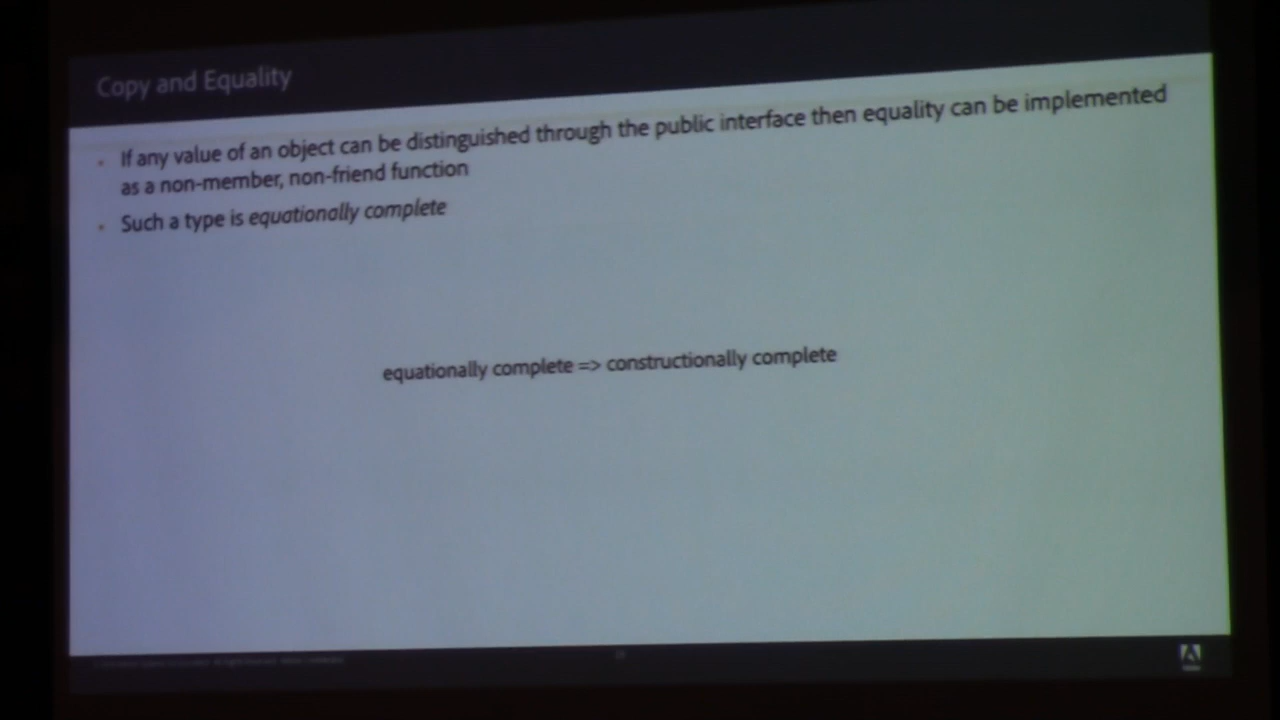 Copy and Equality
If any value of an object can be distinguished through the public interface then equality can be implemented
as a non-member, non-friend function
Such a type is equationally complete
equationally complete => constructionally complete